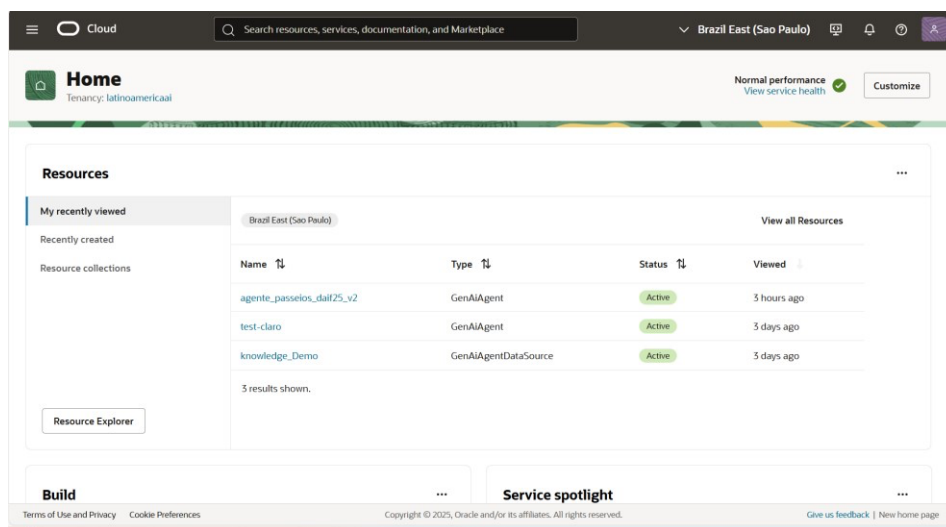 Cloud
Search resources, services, documentation, and Marketplace
Brazil East (Sao Paulo)
Home
Tenancy: latinoamericaai
Normal performance
View service health
Customize
Resources
...
My recently viewed
Recently created
Resource collections
Resource Explorer
Brazil East (Sao Paulo)
View all Resources
Name Type Status Viewed
agente_passeios_daif25_v2 GenAiAgent Active 3 hours ago
test-claro GenAiAgent Active 3 days ago
knowledge_Demo GenAiAgentDataSource Active 3 days ago
3 results shown.
Build ...
Service spotlight ...
Terms of Use and Privacy Cookie Preferences Copyright © 2025, Oracle and/or its affiliates. All rights reserved. Give us feedback | New home page